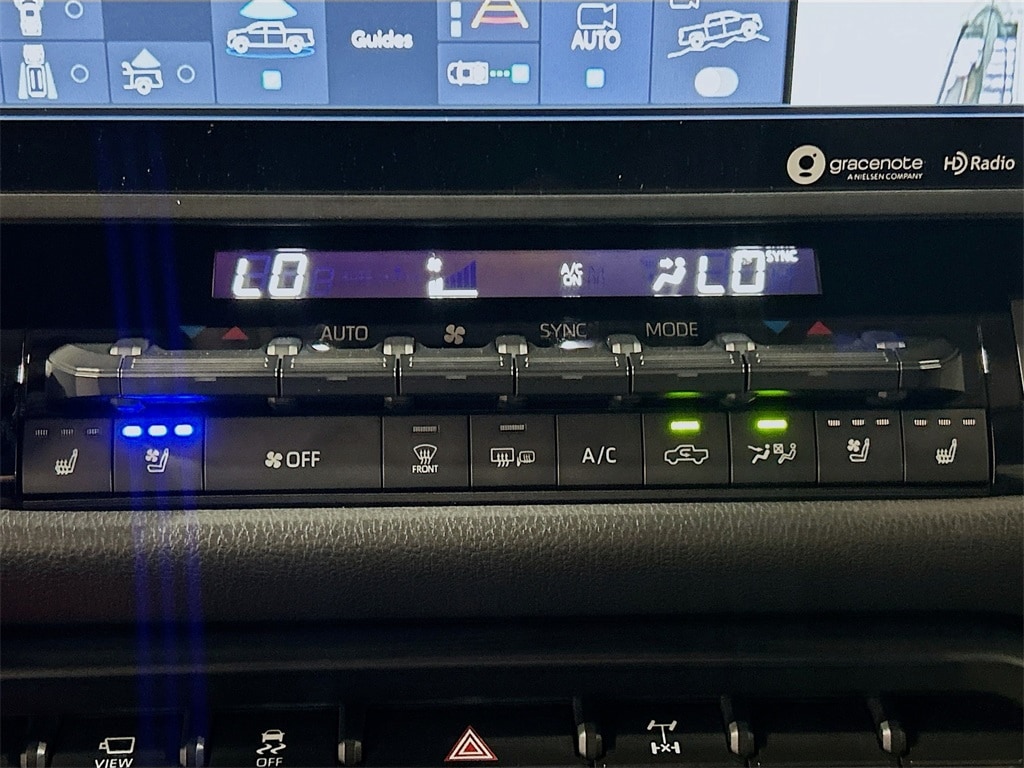 Guides
AUTO
gracenote
A NIELSEN COMPANY
HD Radio
LO
A/C
ON
LO
SYNC
AUTO
SYNC
MODE
OFF
FRONT
A/C
VIEW
OFF